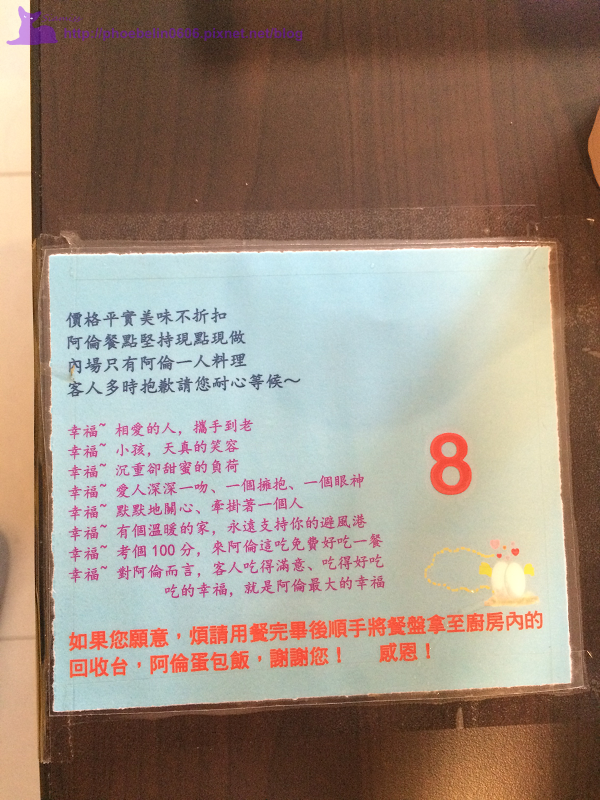 價格平實美味不折扣
阿倫餐點堅持現點現做
內場只有阿倫一人料理
客人多時抱歉請您耐心等候～
幸福~ 相愛的人，攜手到老
幸福~ 小孩，天真的笑容
幸福~ 沉重卻甜蜜的負荷
幸福~ 愛人深深一吻、一個擁抱、一個眼神
幸福~ 默默地關心、牽掛著一個人
幸福~ 有個溫暖的家，永遠支持你的避風港
幸福~ 考個100分，來阿倫這吃免費好吃一餐
幸福~ 對阿倫而言，客人吃得滿意、吃得好吃
吃的幸福，就是阿倫最大的幸福
8
如果您願意，煩請用餐完畢後順手將餐盤拿至廚房內的
回收台，阿倫蛋包飯，謝謝您！ 感恩！